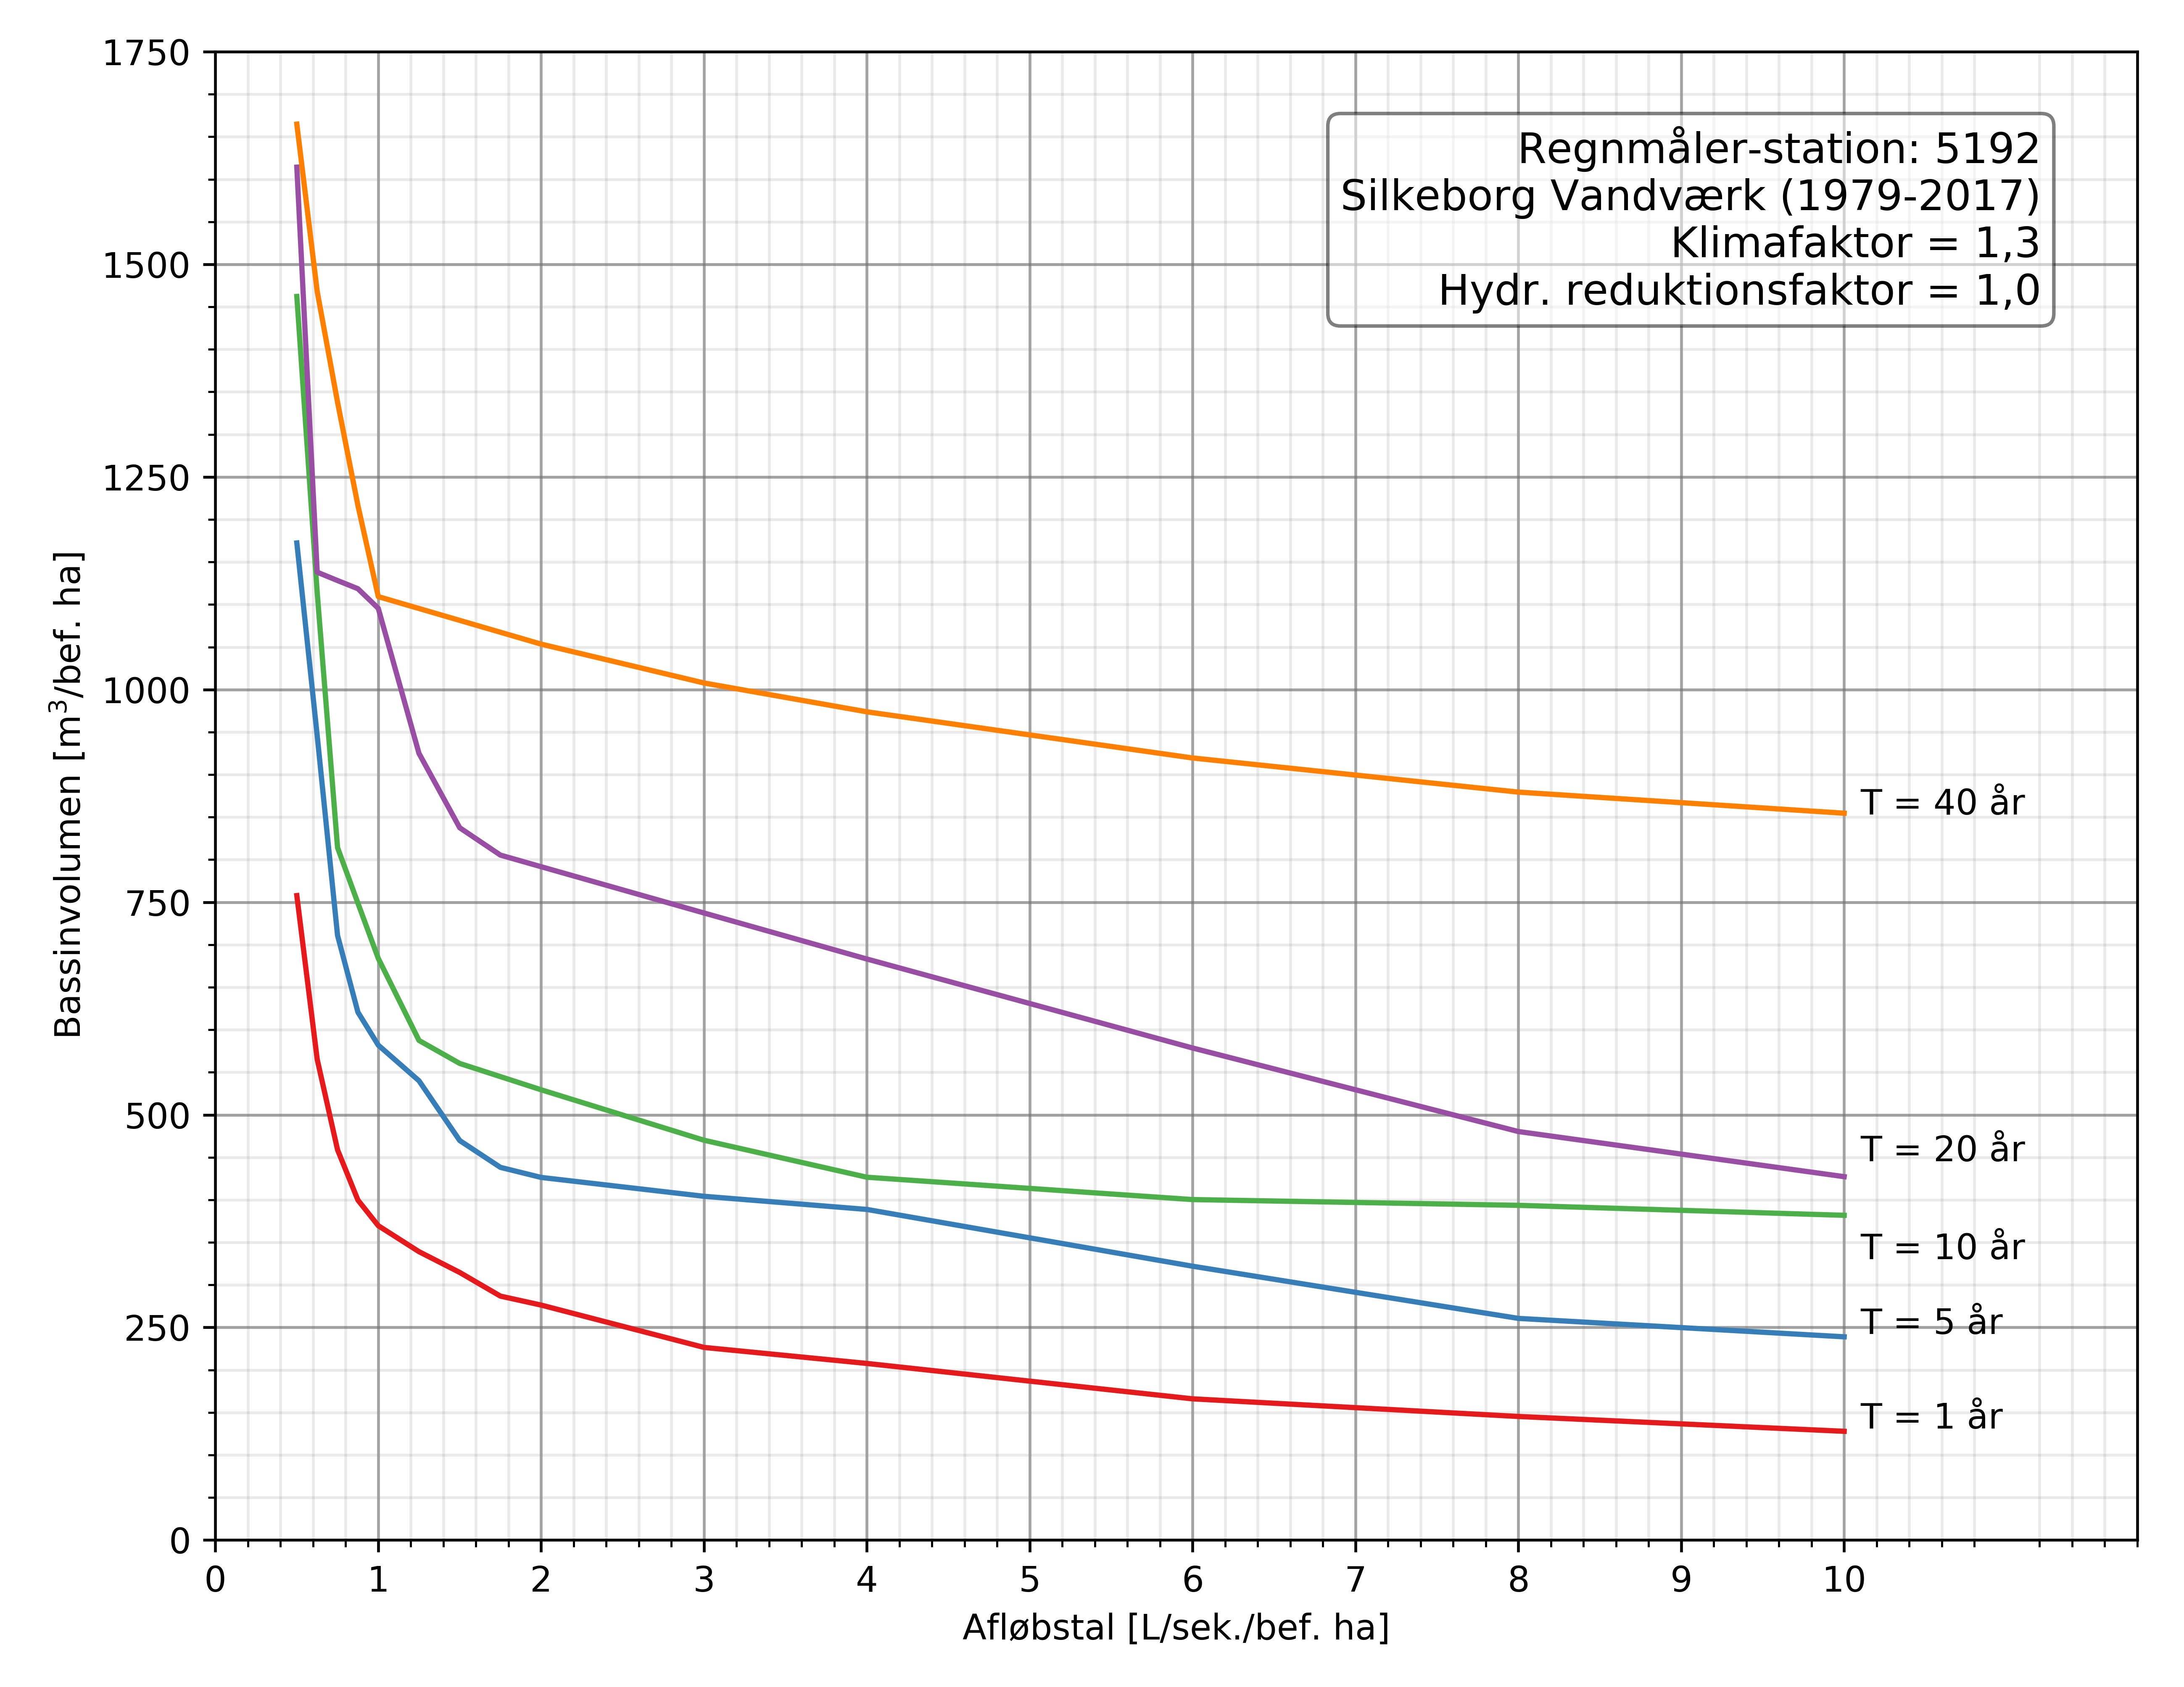 1750
1500
1250
1000
750
500
250
0
Bassinvolumen [m³/bef. ha]
Regnmåler-station: 5192
Silkeborg Vandværk (1979-2017)
Klimafaktor = 1,3
Hydr. reduktionsfaktor = 1,0
T = 40 år
T = 20 år
T = 10 år
T = 5 år
T = 1 år
0 1 2 3 4 5 6 7 8 9 10
Afløbstal [L/sek./bef. ha]